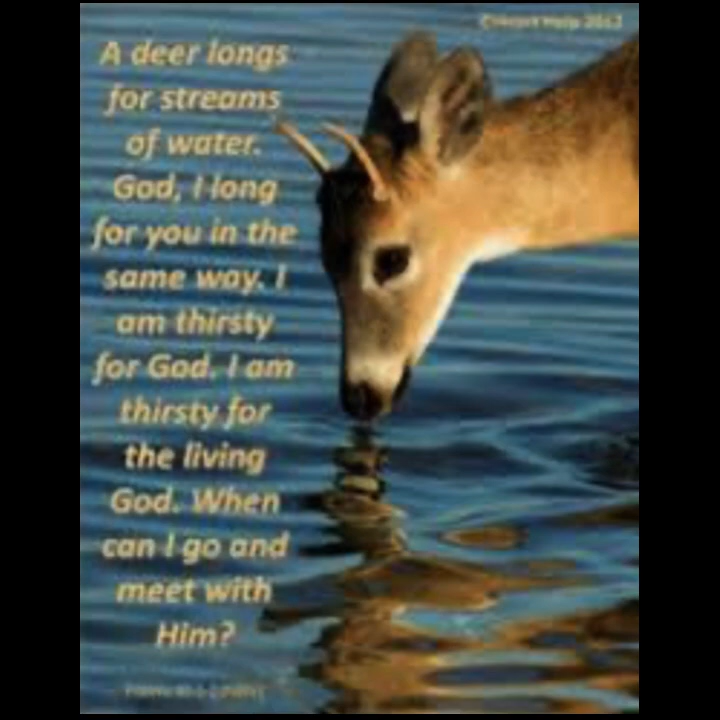 A deer longs
for streams
of water.
God, I long
for you in the
same way. I
am thirsty
for God. I am
thirsty for
the living
God. When
can I go and
meet with
Him?